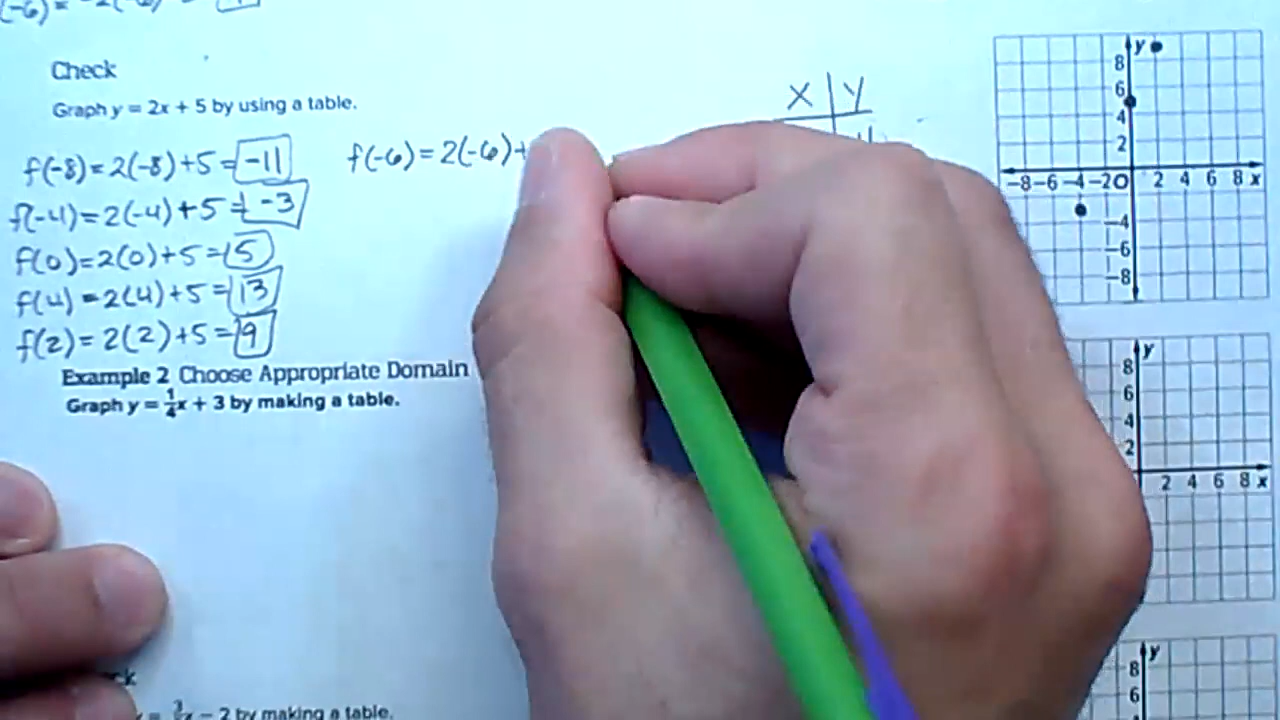 Check
Graph y = 2x + 5 by using a table.
f(-8) = 2(-8) + 5 = -11
f(-4) = 2(-4) + 5 = -3
f(0) = 2(0) + 5 = 5
f(4) = 2(4) + 5 = 13
f(2) = 2(2) + 5 = 9
f(-6) = 2(-6) +
X Y
Example 2 Choose Appropriate Domain
Graph y = 1/4x + 3 by making a table.
- 2 by making a table.
y
8
6
4
2
-8 -6 -4 -2 O 2 4 6 8 x
-4
-6
-8
y
8
6
4
2
2 4 6 8 x
y
8
6